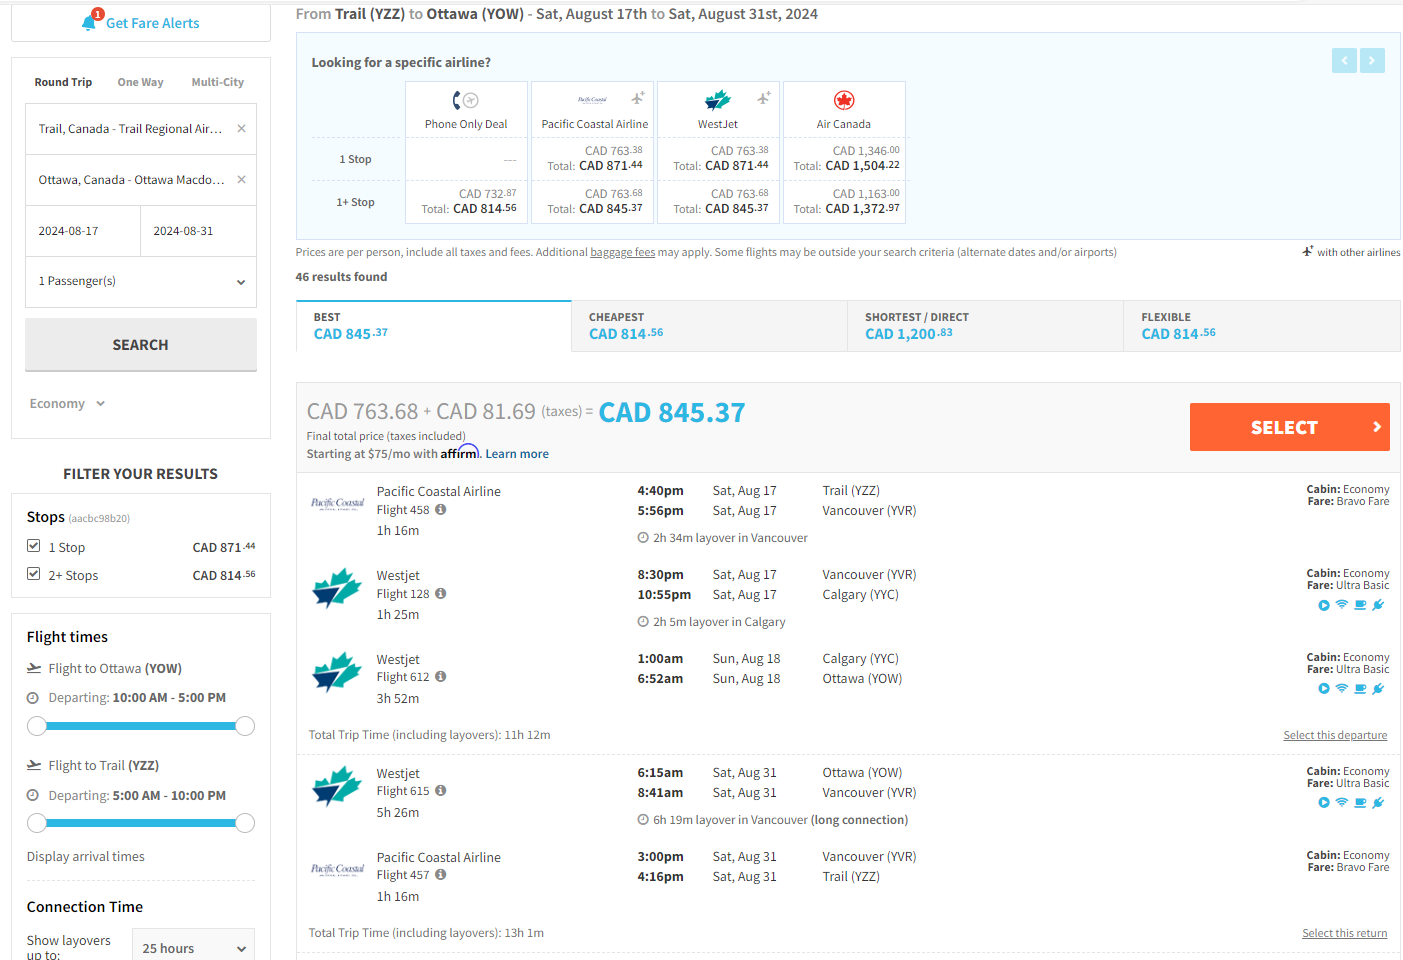 1
Get Fare Alerts
Round Trip One Way Multi-City
Trail, Canada - Trail Regional Air... ×
Ottawa, Canada - Ottawa Macdo... ×
2024-08-17 2024-08-31
1 Passenger(s)
SEARCH
Economy
FILTER YOUR RESULTS
Stops (aacbc98b20)
1 Stop CAD 871.44
2+ Stops CAD 814.56
Flight times
Flight to Ottawa (YOW)
Departing: 10:00 AM - 5:00 PM
Flight to Trail (YZZ)
Departing: 5:00 AM - 10:00 PM
Display arrival times
Connection Time
Show layovers
up to:
25 hours
From Trail (YZZ) to Ottawa (YOW) - Sat, August 17th to Sat, August 31st, 2024
Looking for a specific airline?
Phone Only Deal Pacific Coastal Airline WestJet Air Canada
1 Stop
---
CAD 763.38 CAD 763.38 CAD 1,346.00
Total: CAD 871.44 Total: CAD 871.44 Total: CAD 1,504.22
1+ Stop
CAD 732.87 CAD 763.68 CAD 763.68 CAD 1,163.00
Total: CAD 814.56 Total: CAD 845.37 Total: CAD 845.37 Total: CAD 1,372.97
Prices are per person, include all taxes and fees. Additional baggage fees may apply. Some flights may be outside your search criteria (alternate dates and/or airports)
with other airlines
46 results found
BEST
CAD 845.37
CHEAPEST
CAD 814.56
SHORTEST / DIRECT
CAD 1,200.83
FLEXIBLE
CAD 814.56
CAD 763.68 + CAD 81.69 (taxes) = CAD 845.37
Final total price (taxes included)
Starting at $75/mo with affirm. Learn more
SELECT
Pacific Coastal
Pacific Coastal Airline
Flight 458
1h 16m
4:40pm Sat, Aug 17 Trail (YZZ)
5:56pm Sat, Aug 17 Vancouver (YVR)
2h 34m layover in Vancouver
Cabin: Economy
Fare: Bravo Fare
Westjet
Flight 128
1h 25m
8:30pm Sat, Aug 17 Vancouver (YVR)
10:55pm Sat, Aug 17 Calgary (YYC)
2h 5m layover in Calgary
Cabin: Economy
Fare: Ultra Basic
Westjet
Flight 612
3h 52m
1:00am Sun, Aug 18 Calgary (YYC)
6:52am Sun, Aug 18 Ottawa (YOW)
Cabin: Economy
Fare: Ultra Basic
Total Trip Time (including layovers): 11h 12m
Select this departure
Westjet
Flight 615
5h 26m
6:15am Sat, Aug 31 Ottawa (YOW)
8:41am Sat, Aug 31 Vancouver (YVR)
6h 19m layover in Vancouver (long connection)
Cabin: Economy
Fare: Ultra Basic
Pacific Coastal
Pacific Coastal Airline
Flight 457
1h 16m
3:00pm Sat, Aug 31 Vancouver (YVR)
4:16pm Sat, Aug 31 Trail (YZZ)
Cabin: Economy
Fare: Bravo Fare
Total Trip Time (including layovers): 13h 1m
Select this return